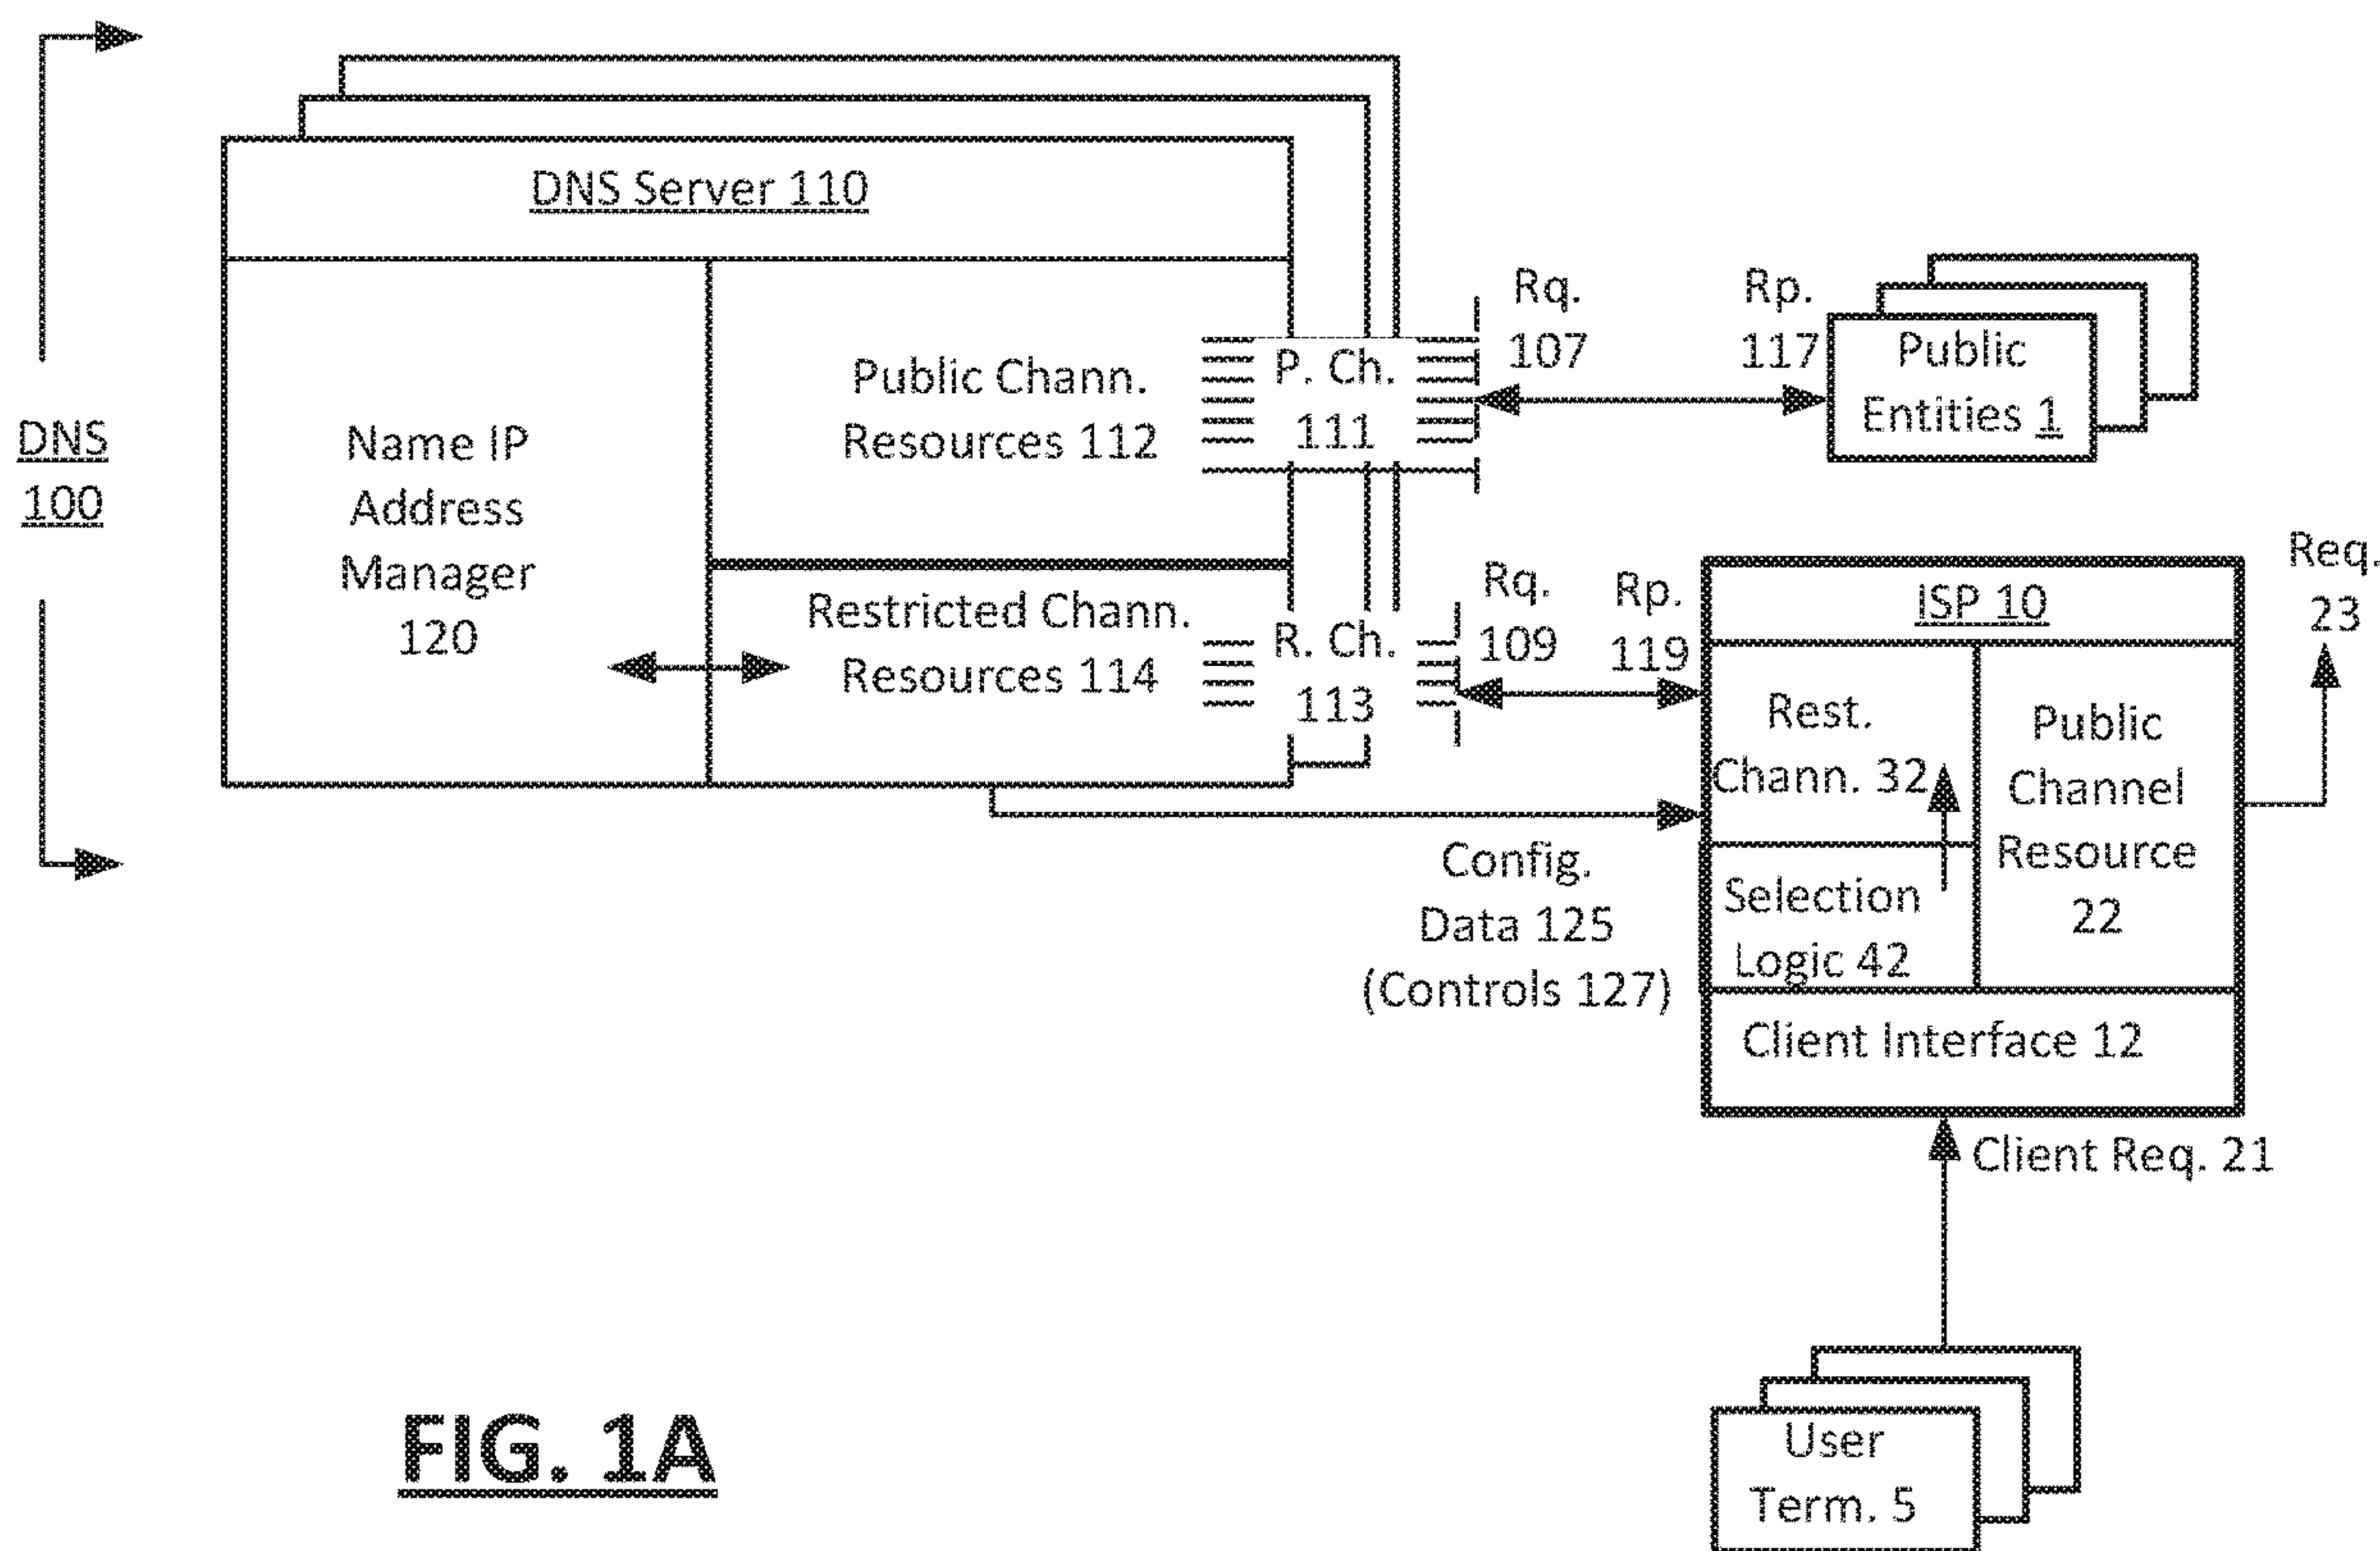 DNS
100
DNS Server 110
Name IP
Address
Manager
120
Public Chann.
Resources 112
P. Ch.
111
Restricted Chann.
Resources 114
R. Ch.
113
Rq.
107
Rp.
117
Public
Entities 1
Rq.
109
Rp.
119
Config.
Data 125
(Controls 127)
ISP 10
Rest.
Chann. 32
Selection
Logic 42
Public
Channel
Resource
22
Client Interface 12
Req.
23
Client Req. 21
User
Term. 5
FIG. 1A